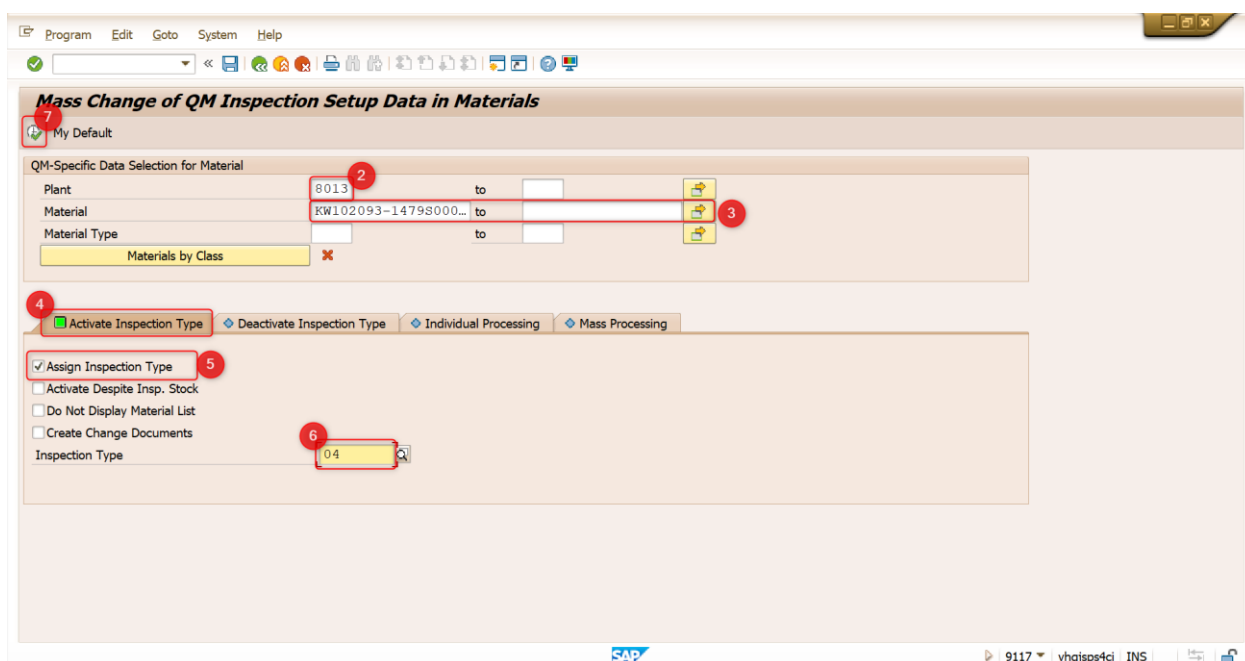 Program Edit Goto System Help
Mass Change of QM Inspection Setup Data in Materials
7
My Default
QM-Specific Data Selection for Material
2
Plant 8013 to
Material KW102093-1479S000… to
3
Material Type to
Materials by Class
4
Activate Inspection Type Deactivate Inspection Type Individual Processing Mass Processing
Assign Inspection Type 5
Activate Despite Insp. Stock
Do Not Display Material List
Create Change Documents
6
Inspection Type 04
SAP 9117 vhgisps4ci INS